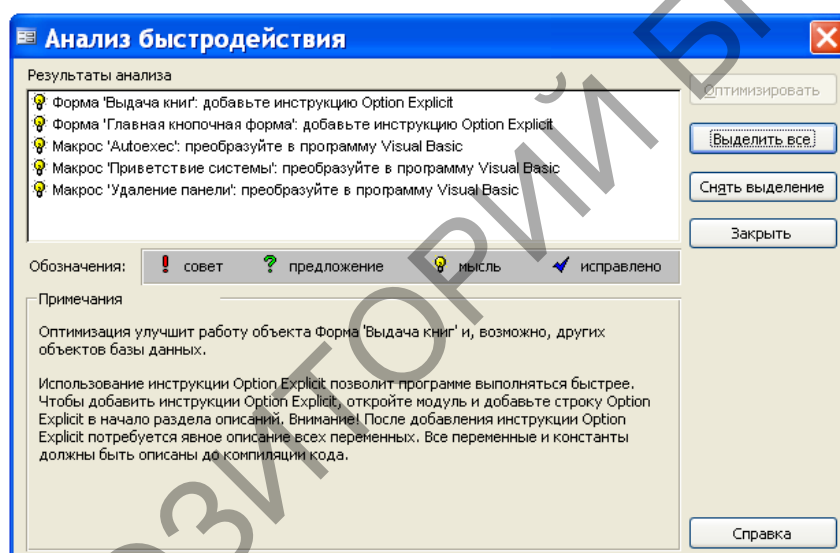 Анализ быстродействия
Результаты анализа
Форма 'Выдача книг': добавьте инструкцию Option Explicit
Форма 'Главная кнопочная форма': добавьте инструкцию Option Explicit
Макрос 'Autoexec': преобразуйте в программу Visual Basic
Макрос 'Приветствие системы': преобразуйте в программу Visual Basic
Макрос 'Удаление панели': преобразуйте в программу Visual Basic
Оптимизировать
Выделить все
Снять выделение
Закрыть
Обозначения: совет предложение мысль исправлено
Примечания
Оптимизация улучшит работу объекта Форма 'Выдача книг' и, возможно, других
объектов базы данных.
Использование инструкции Option Explicit позволит программе выполняться быстрее.
Чтобы добавить инструкции Option Explicit, откройте модуль и добавьте строку Option
Explicit в начало раздела описаний. Внимание! После добавления инструкции Option
Explicit потребуется явное описание всех переменных. Все переменные и константы
должны быть описаны до компиляции кода.
Справка